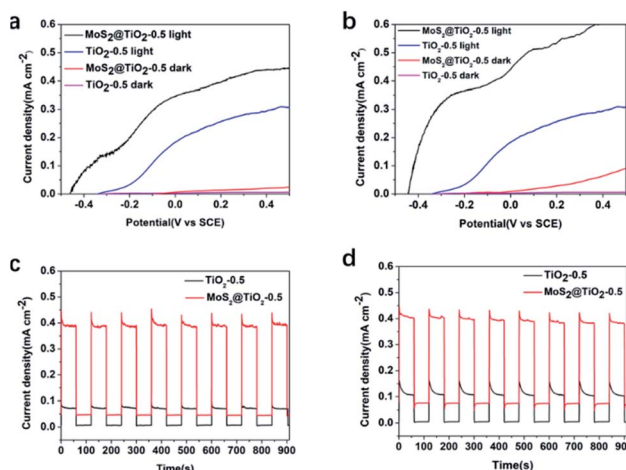 a
MoS2@TiO2-0.5 light
TiO2-0.5 light
MoS2@TiO2-0.5 dark
TiO2-0.5 dark
Current density(mA cm-2)
0.6
0.5
0.4
0.3
0.2
0.1
0.0
-0.4 -0.2 0.0 0.2 0.4
Potential(V vs SCE)
b
MoS2@TiO2-0.5 light
TiO2-0.5 light
MoS2@TiO2-0.5 dark
TiO2-0.5 dark
Current density(mA cm-2)
0.6
0.5
0.4
0.3
0.2
0.1
0.0
-0.4 -0.2 0.0 0.2 0.4
Potential(V vs SCE)
c
TiO2-0.5
MoS2@TiO2-0.5
Current density(mA cm-2)
0.6
0.5
0.4
0.3
0.2
0.1
0.0
0 100 200 300 400 500 600 700 800 900
Time(s)
d
TiO2-0.5
MoS2@TiO2-0.5
Current density(mA cm-2)
0.6
0.5
0.4
0.3
0.2
0.1
0.0
0 100 200 300 400 500 600 700 800 900
Time(s)